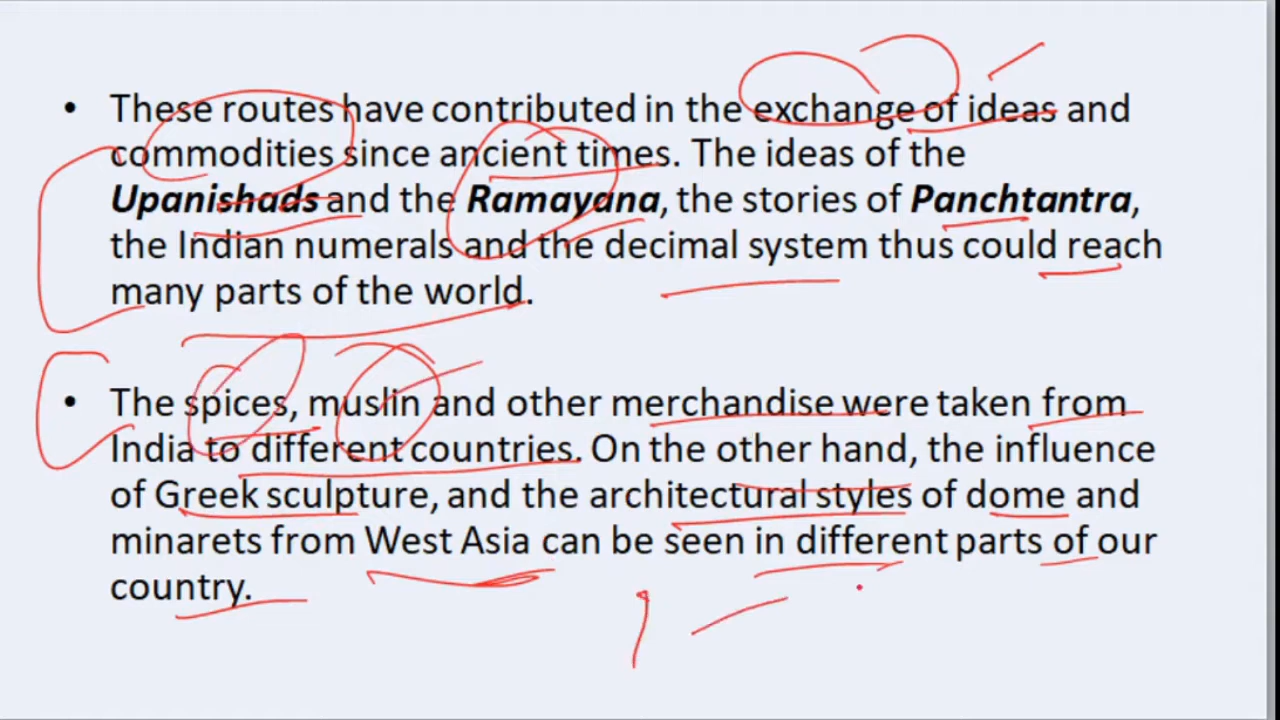 • These routes have contributed in the exchange of ideas and
commodities since ancient times. The ideas of the
Upanishads and the Ramayana, the stories of Panchtantra,
the Indian numerals and the decimal system thus could reach
many parts of the world.
• The spices, muslin and other merchandise were taken from
India to different countries. On the other hand, the influence
of Greek sculpture, and the architectural styles of dome and
minarets from West Asia can be seen in different parts of our
country.